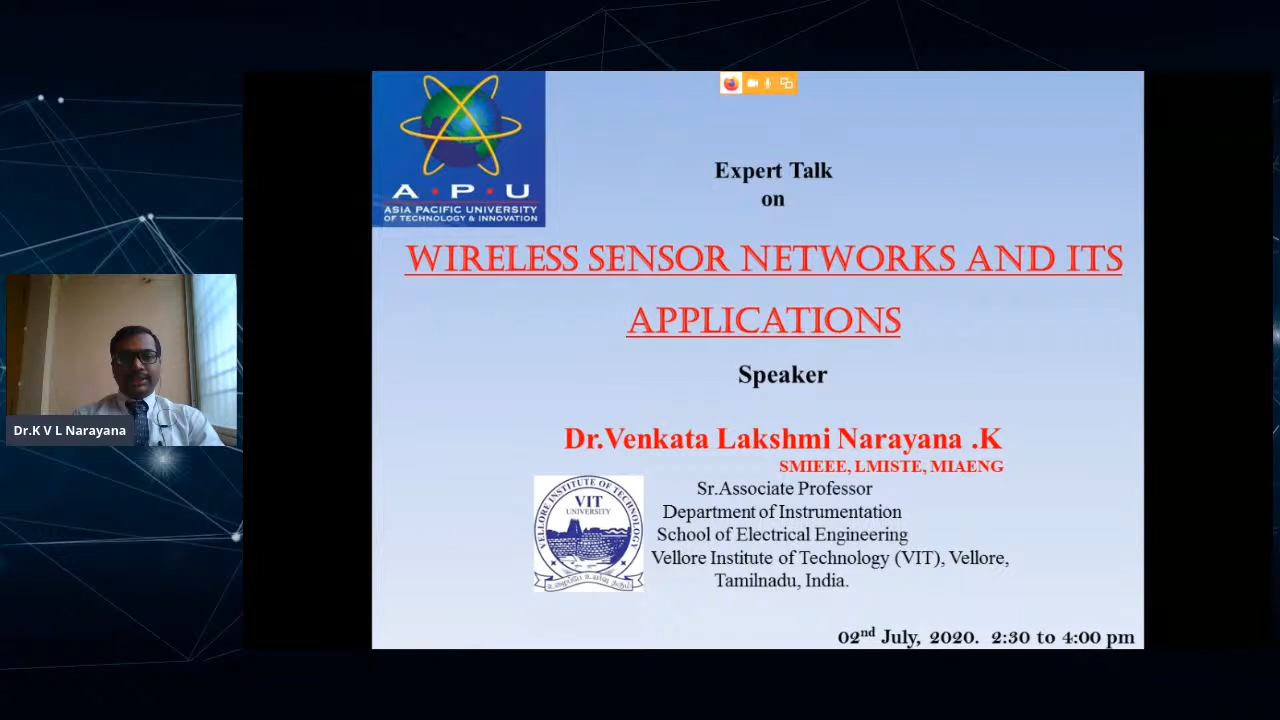 A · P · U
ASIA PACIFIC UNIVERSITY
OF TECHNOLOGY & INNOVATION
Expert Talk
on
WIRELESS SENSOR NETWORKS AND ITS
APPLICATIONS
Speaker
Dr.Venkata Lakshmi Narayana .K
SMIEEE, LMISTE, MIAENG
Sr.Associate Professor
Department of Instrumentation
School of Electrical Engineering
Vellore Institute of Technology (VIT), Vellore,
Tamilnadu, India.
VELLORE INSTITUTE OF TECHNOLOGY
VIT
UNIVERSITY
02nd July, 2020. 2:30 to 4:00 pm
Dr.K V L Narayana